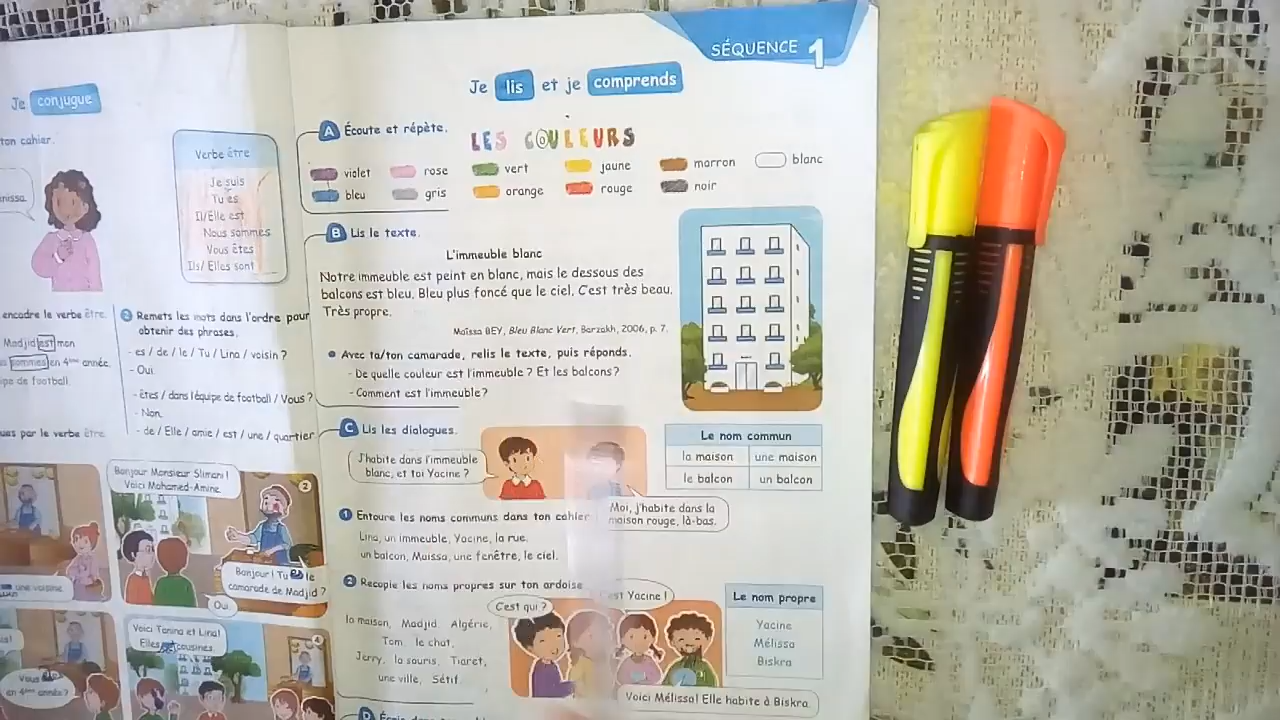 Je conjugue
ton cahier.
Verbe être
Je suis
Tu es
Il/Elle est
Nous sommes
Vous êtes
Ils/Elles sont
encadre le verbe être.
Madjid est mon
sommes en 4ème année.
de football.
par le verbe être.
2 Remets les mots dans l'ordre pour
obtenir des phrases.
- es / de / le / Tu / Lina / voisin ?
- Oui
- êtes / dans l'équipe de football / Vous ?
- Non,
- de / Elle / amie / est / une / quartier
une voisine
Bonjour Monsieur Slimani !
Voici Mohamed-Amine.
2
Bonjour ! Tu es le
camarade de Madjid ?
Oui
Vous
en 4ème année ?
Voici Tanina et Lina!
Elles cousines.
4
SÉQUENCE 1
Je lis et je comprends
A Écoute et répète.
LES COULEURS
violet rose vert jaune marron blanc
bleu gris orange rouge noir
B Lis le texte.
L'immeuble blanc
Notre immeuble est peint en blanc, mais le dessous des
balcons est bleu. Bleu plus foncé que le ciel. C'est très beau.
Très propre.
Maïssa BEY, Bleu Blanc Vert, Barzakh, 2006, p. 7.
• Avec ta/ton camarade, relis le texte, puis réponds.
- De quelle couleur est l'immeuble ? Et les balcons?
- Comment est l'immeuble?
C Lis les dialogues.
J'habite dans l'immeuble
blanc, et toi Yacine ?
Moi, j'habite dans la
maison rouge, là-bas.
Le nom commun
la maison une maison
le balcon un balcon
1 Entoure les noms communs dans ton cahier
Lina, un immeuble, Yacine, la rue,
un balcon, Maissa, une fenêtre, le ciel.
2 Recopie les noms propres sur ton ardoise
la maison, Madjid, Algérie,
Tom le chat,
Jerry, la souris, Tiaret,
une ville, Sétif.
C'est qui ?
Yacine !
Voici Mélissa! Elle habite à Biskra.
Le nom propre
Yacine
Mélissa
Biskra
D